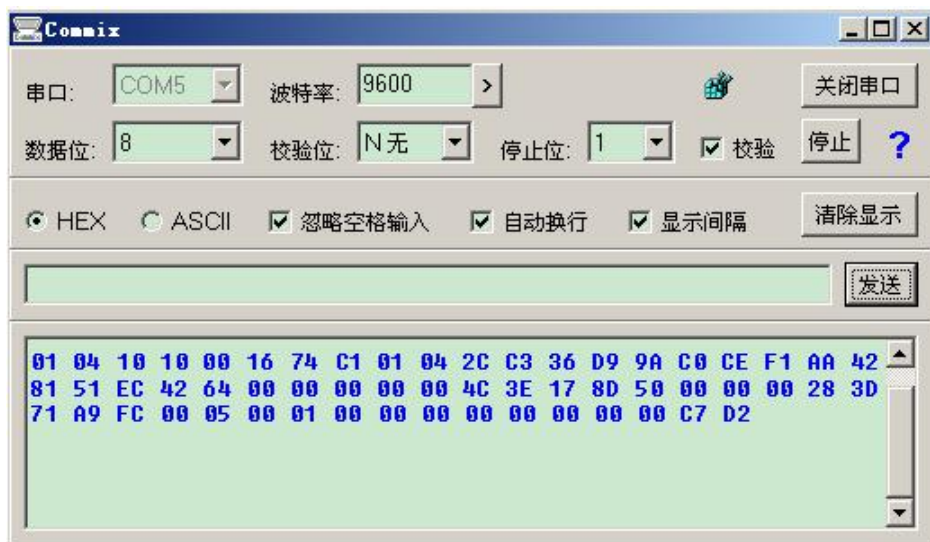 Commix
串口: COM5 波特率: 9600 > 关闭串口
数据位: 8 校验位: N 无 停止位: 1 校验 停止 ?
HEX ASCII 忽略空格输入 自动换行 显示间隔 清除显示
发送
01 04 10 10 00 16 74 C1 01 04 2C C3 36 D9 9A C0 CE F1 AA 42
81 51 EC 42 64 00 00 00 00 00 4C 3E 17 8D 50 00 00 00 28 3D
71 A9 FC 00 05 00 01 00 00 00 00 00 00 00 00 C7 D2